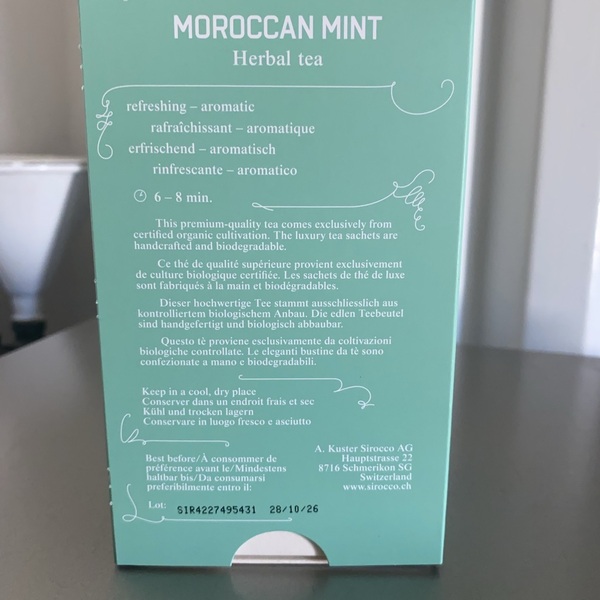 MOROCCAN MINT
Herbal tea
refreshing – aromatic
rafraîchissant – aromatique
erfrischend – aromatisch
rinfrescante – aromatico
6 – 8 min.
This premium-quality tea comes exclusively from
certified organic cultivation. The luxury tea sachets are
handcrafted and biodegradable.
Ce thé de qualité supérieure provient exclusivement
de culture biologique certifiée. Les sachets de thé de luxe
sont fabriqués à la main et biodégradables.
Dieser hochwertige Tee stammt ausschliesslich aus
kontrolliertem biologischem Anbau. Die edlen Teebeutel
sind handgefertigt und biologisch abbaubar.
Questo tè proviene esclusivamente da coltivazioni
biologiche controllate. Le eleganti bustine da tè sono
confezionate a mano e biodegradabili.
Keep in a cool, dry place
Conserver dans un endroit frais et sec
Kühl und trocken lagern
Conservare in luogo fresco e asciutto
Best before/À consommer de
préférence avant le/Mindestens
haltbar bis/Da consumarsi
preferibilmente entro il:
Lot: SIR4227495431 28/10/26
A. Kuster Sirocco AG
Hauptstrasse 22
8716 Schmerikon SG
Switzerland
www.sirocco.ch